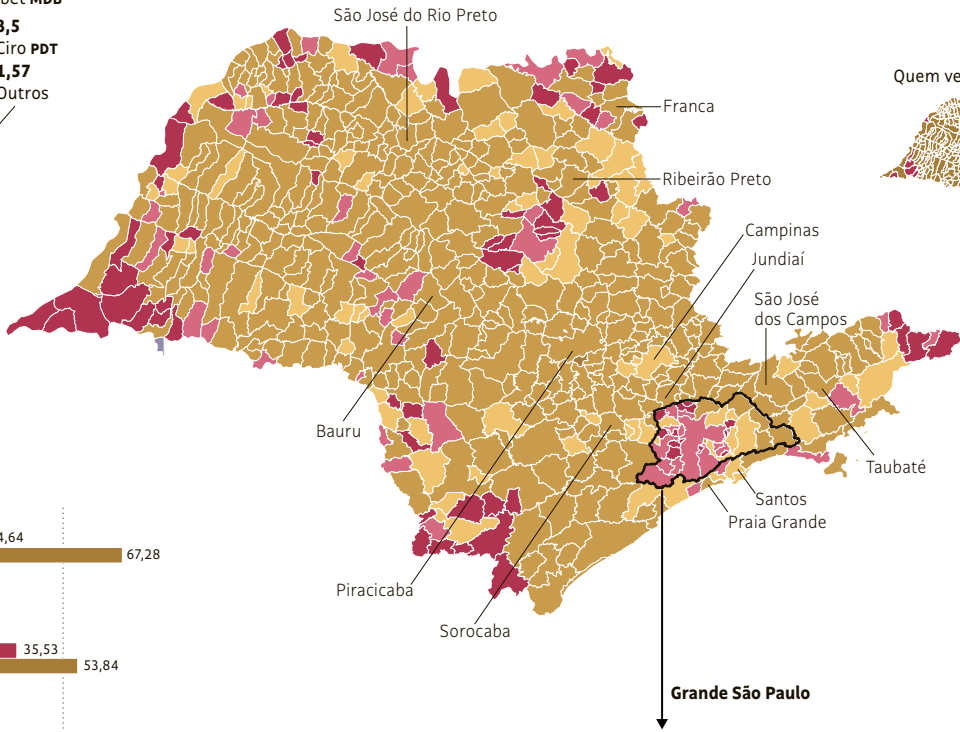 MDB
3,5
Ciro PDT
1,57
Outros
São José do Rio Preto
Quem ve
Franca
Ribeirão Preto
Campinas
Jundiaí
São José
dos Campos
Bauru
Taubaté
Santos
Praia Grande
4,64
67,28
Piracicaba
Sorocaba
35,53
53,84
Grande São Paulo